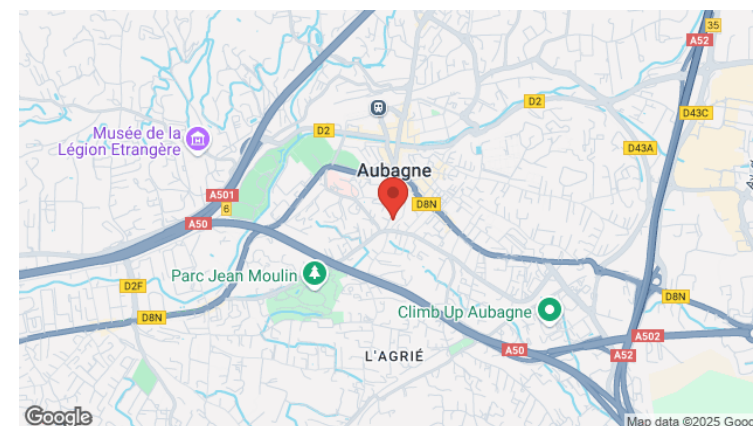 35
A52
D43C
D2
D2
D43A
Musée de la
Légion Etrangère
Aubagne
A501
6
A50
D8N
Parc Jean Moulin
D2F
D8N
Climb Up Aubagne
D8N
A502
L'AGRIÉ
A50
A52
Google
Map data ©2025 Goog